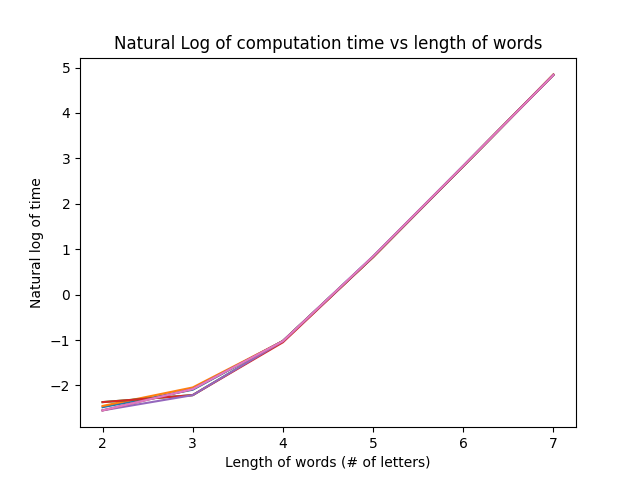 Natural Log of computation time vs length of words
5
4
3
2
1
0
−1
−2
Natural log of time
2 3 4 5 6 7
Length of words (# of letters)